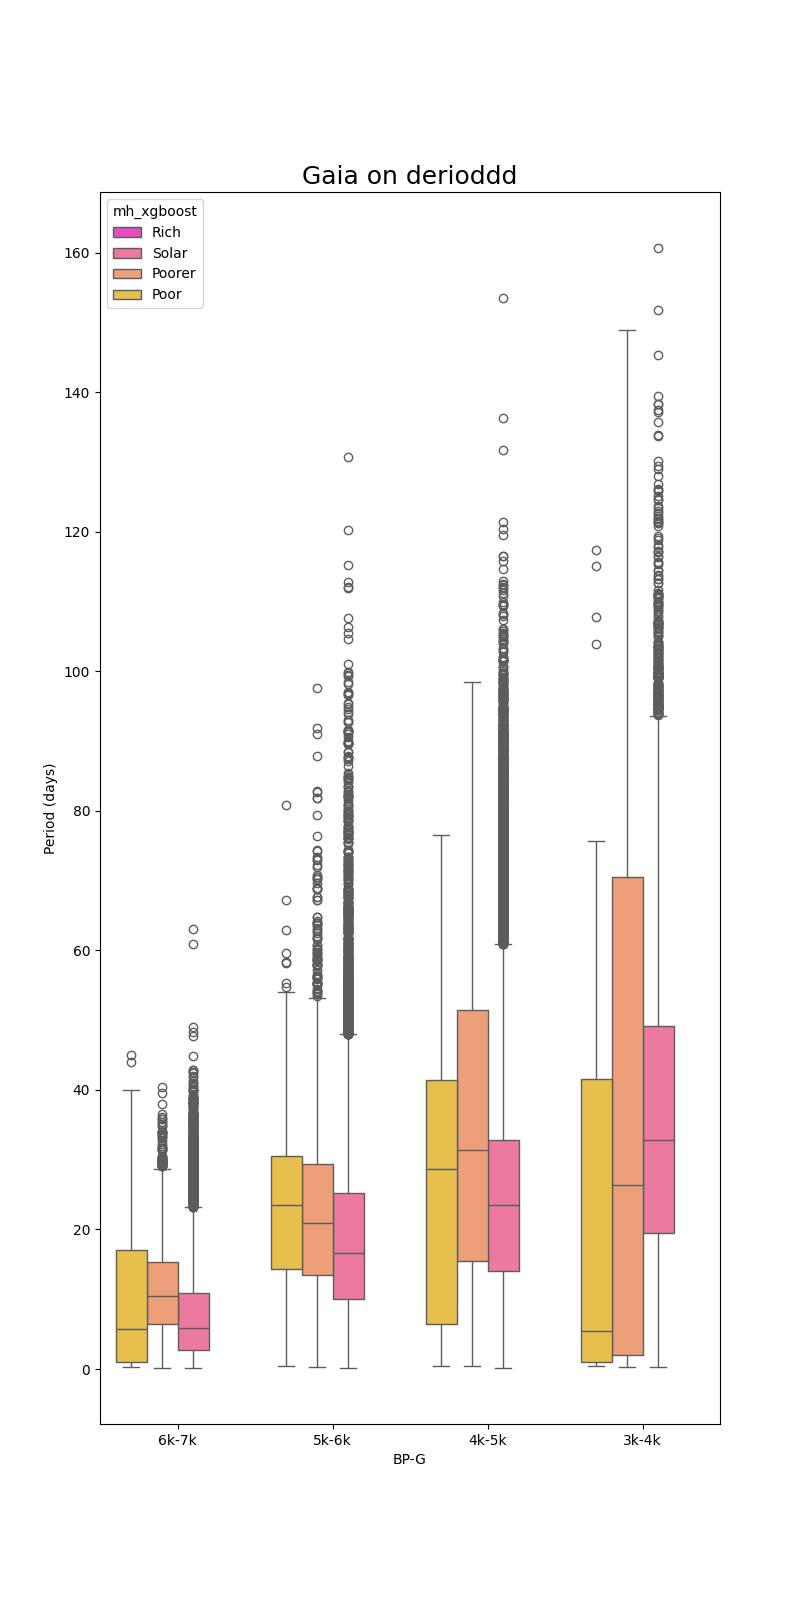 Gaia on derioddd
mh_xgboost
Rich
Solar
Poorer
Poor
160
140
120
100
80
60
40
20
0
Period (days)
6k-7k
5k-6k
4k-5k
3k-4k
BP-G